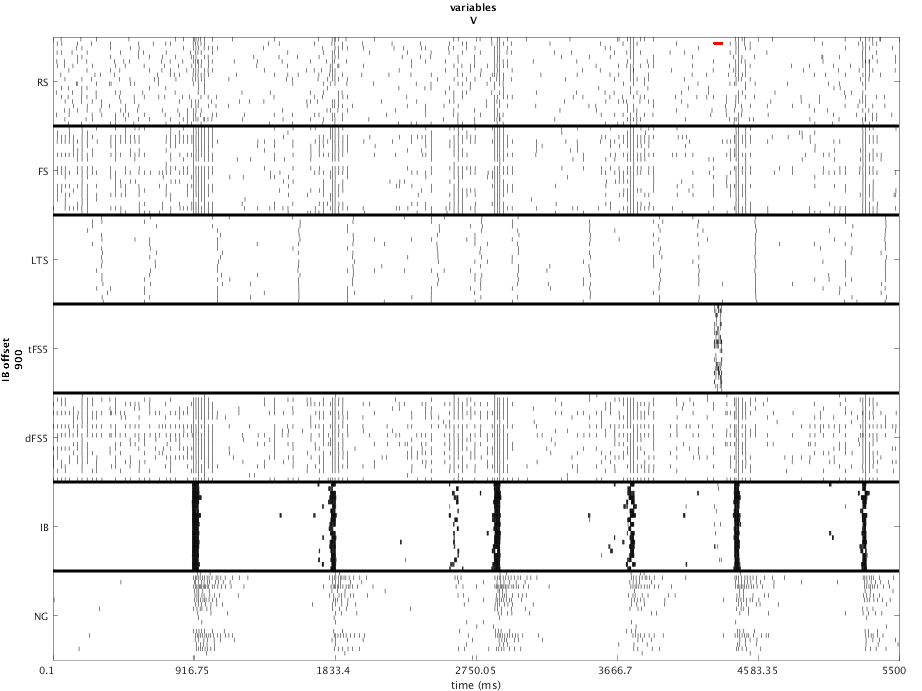 variables
V
RS
FS
LTS
tFS5
dFS5
IB
NG
IB offset
900
0.1 916.75 1833.4 2750.05 3666.7 4583.35 5500
time (ms)